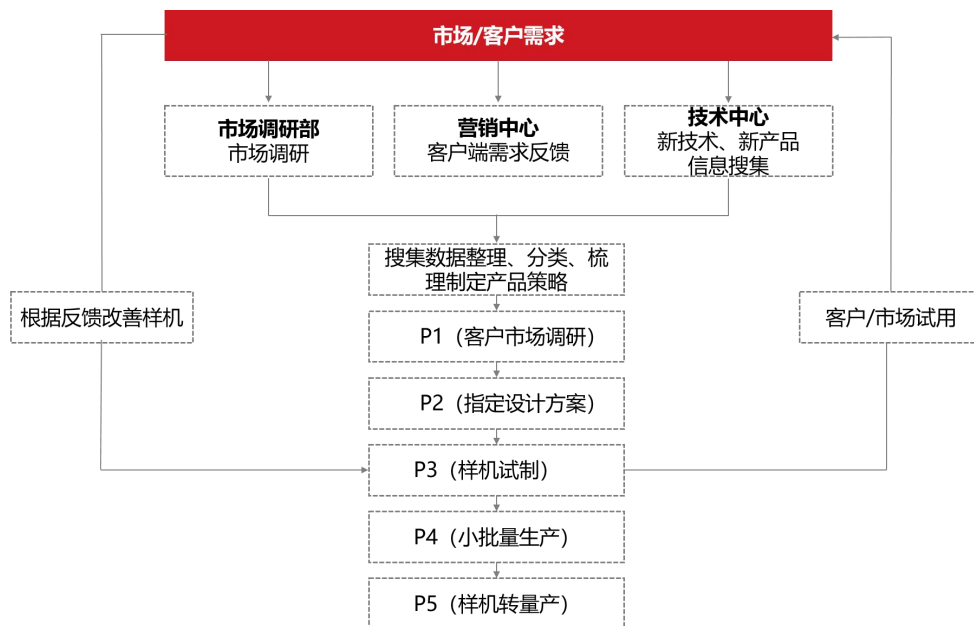 市场/客户需求
市场调研部
市场调研
营销中心
客户端需求反馈
技术中心
新技术、新产品
信息搜集
搜集数据整理、分类、梳
理制定产品策略
根据反馈改善样机
客户/市场试用
P1（客户市场调研）
P2（指定设计方案）
P3（样机试制）
P4（小批量生产）
P5（样机转量产）